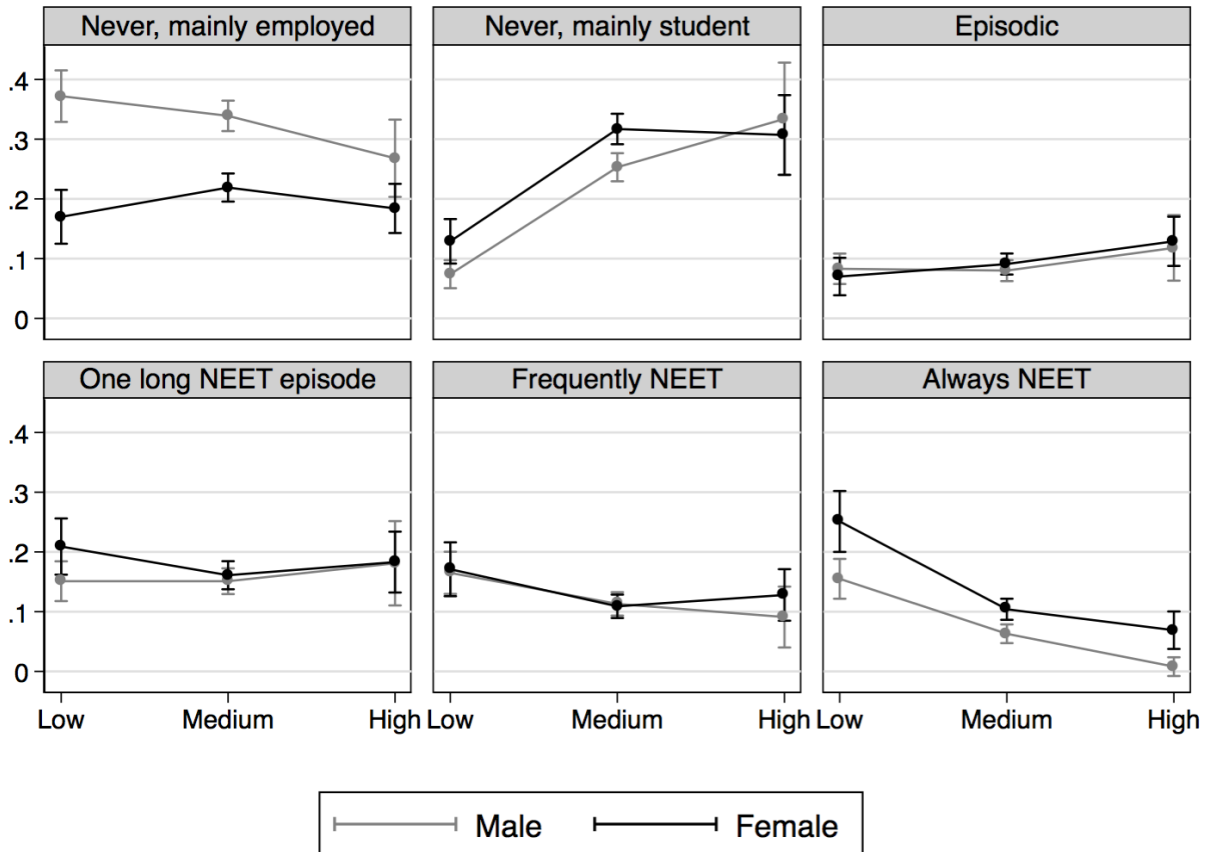 Never, mainly employed Never, mainly student Episodic
.4
.3
.2
.1
0
One long NEET episode Frequently NEET Always NEET
.4
.3
.2
.1
0
Low Medium High Low Medium High Low Medium High
Male Female